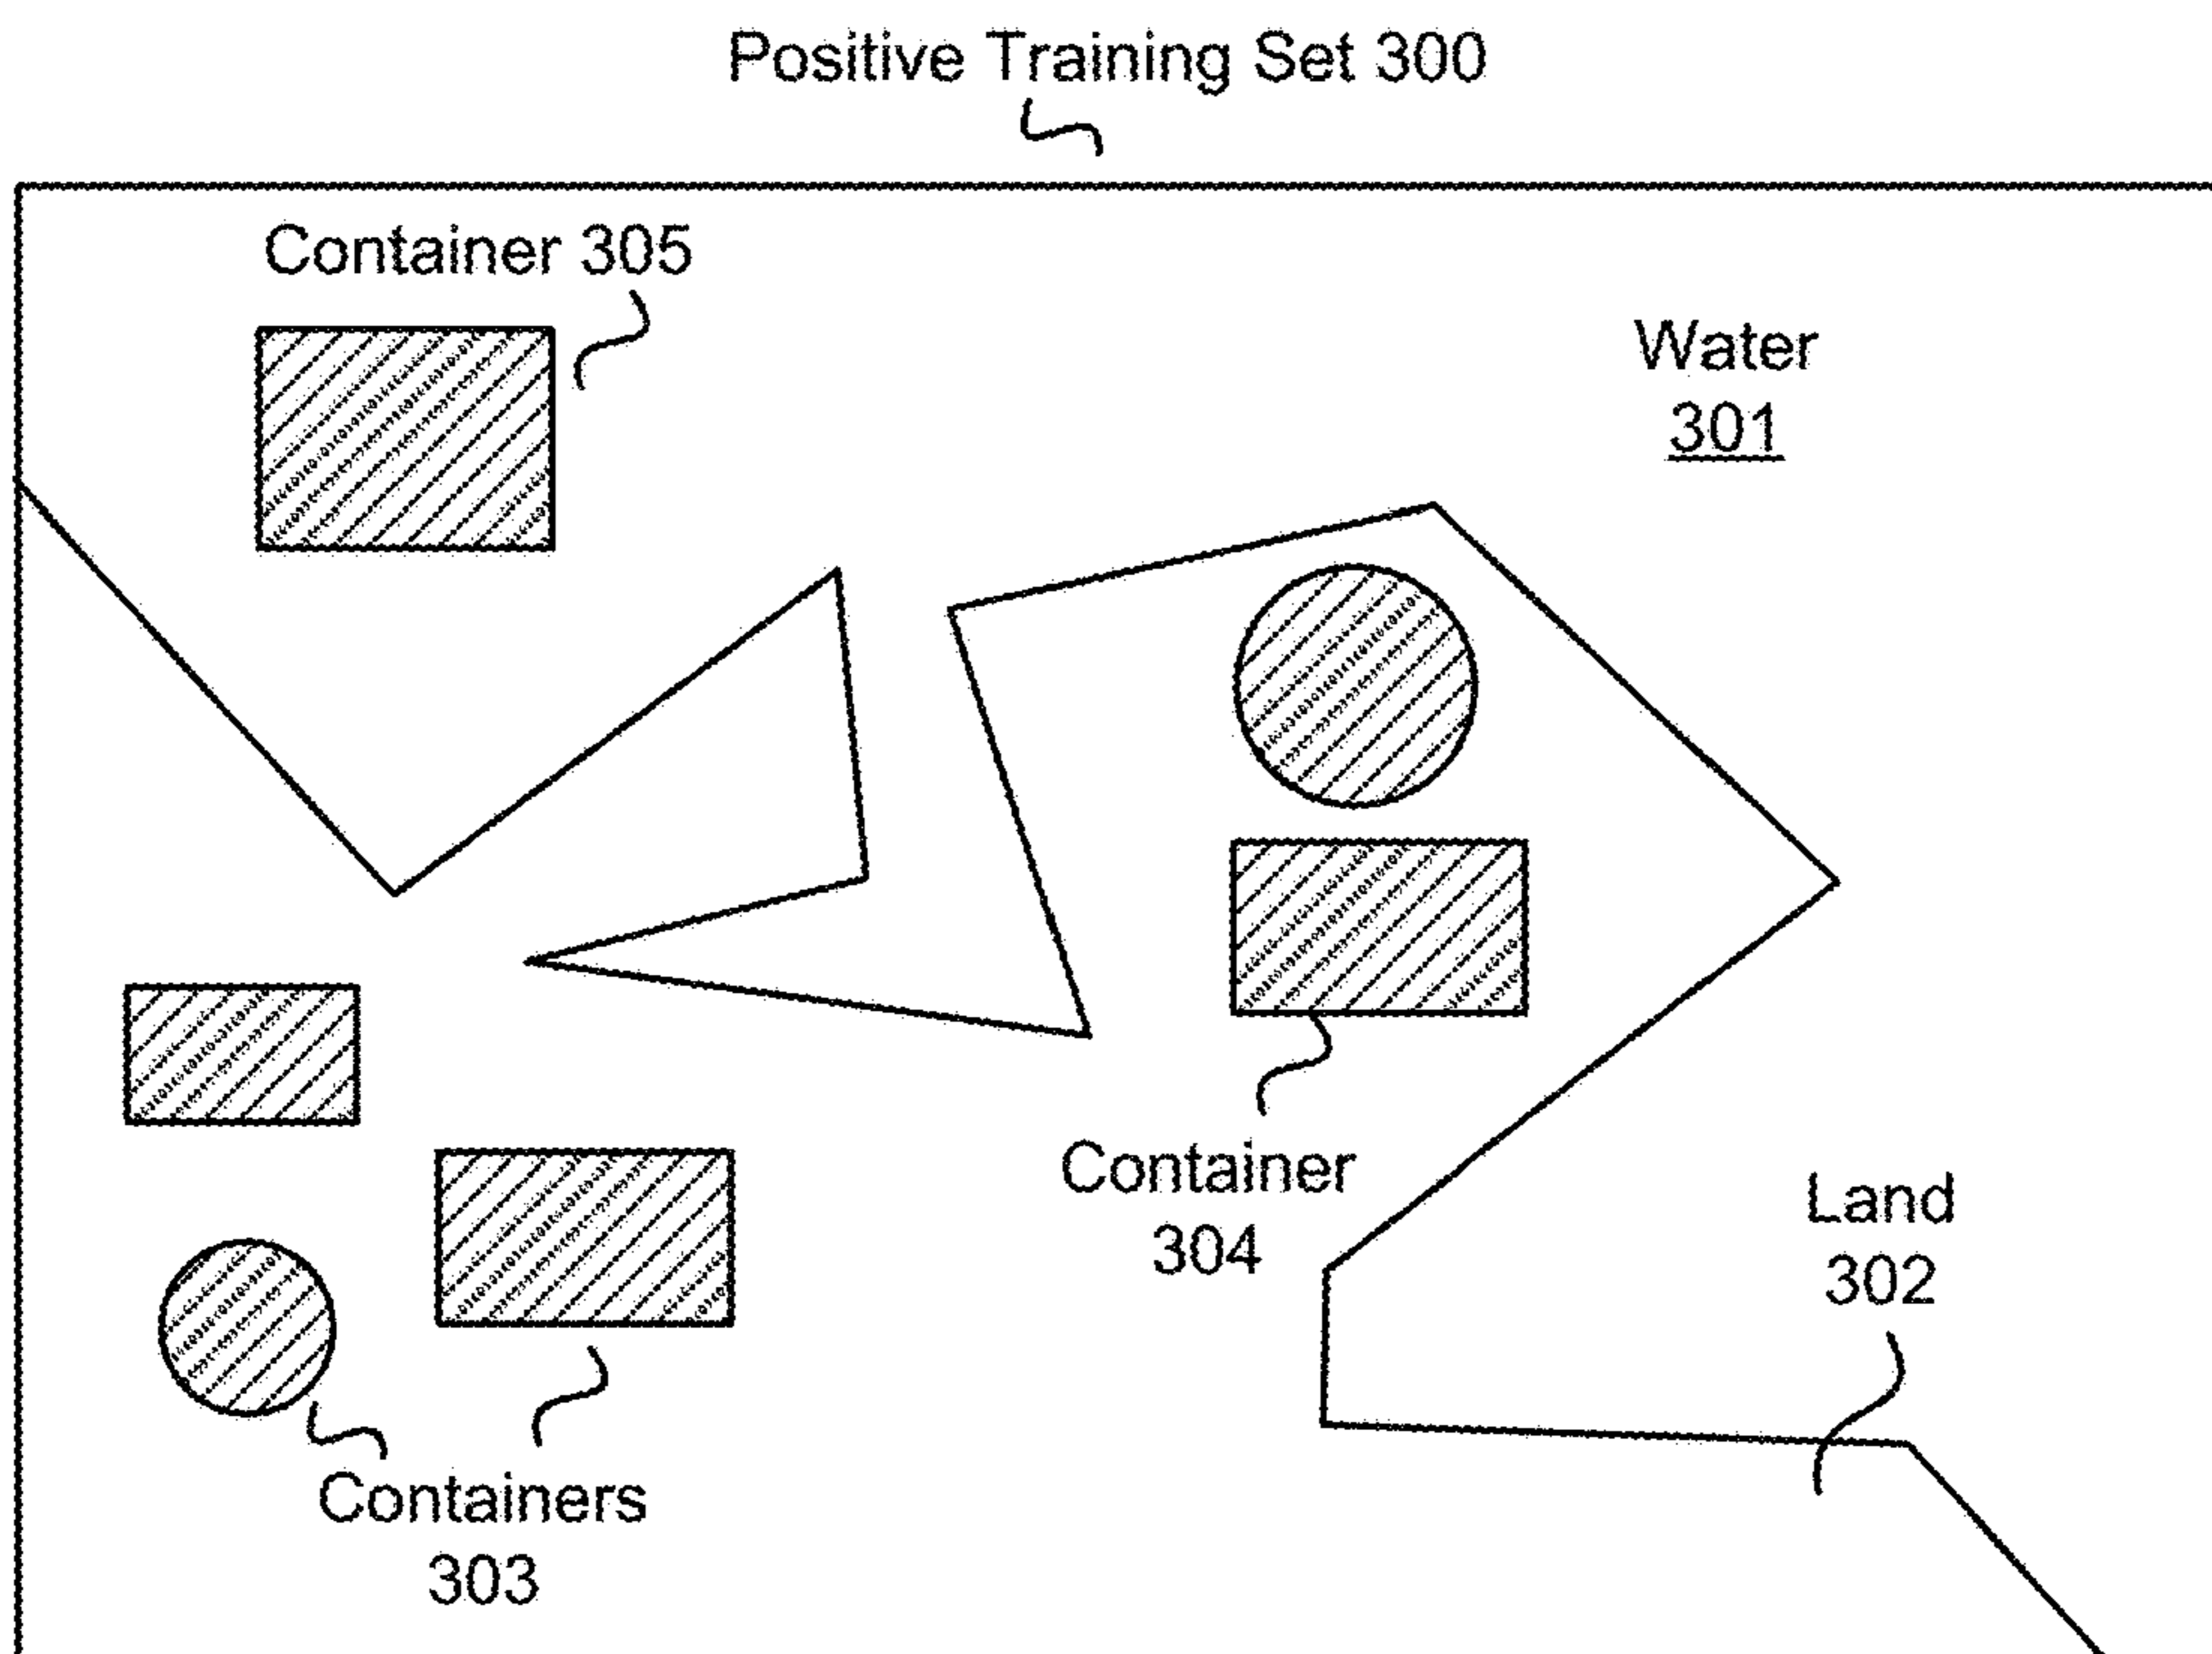 Positive Training Set 300
Container 305
Water
301
Container
304
Land
302
Containers
303